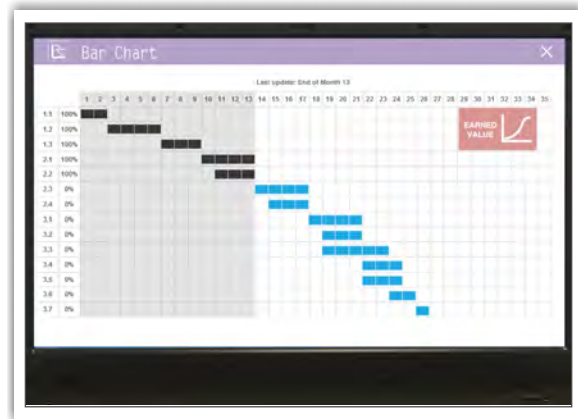 Bar Chart
Last update: End of Month 13
1 2 3 4 5 6 7 8 9 10 11 12 13 14 15 16 17 18 19 20 21 22 23 24 25 26 27 28 29 30 31 32 33 34 35
1.1 100%
1.2 100%
1.3 100%
2.1 100%
2.2 100%
2.3 0%
2.4 0%
3.1 0%
3.2 0%
3.3 0%
3.4 0%
3.5 0%
3.6 0%
3.7 0%
EARNED
VALUE